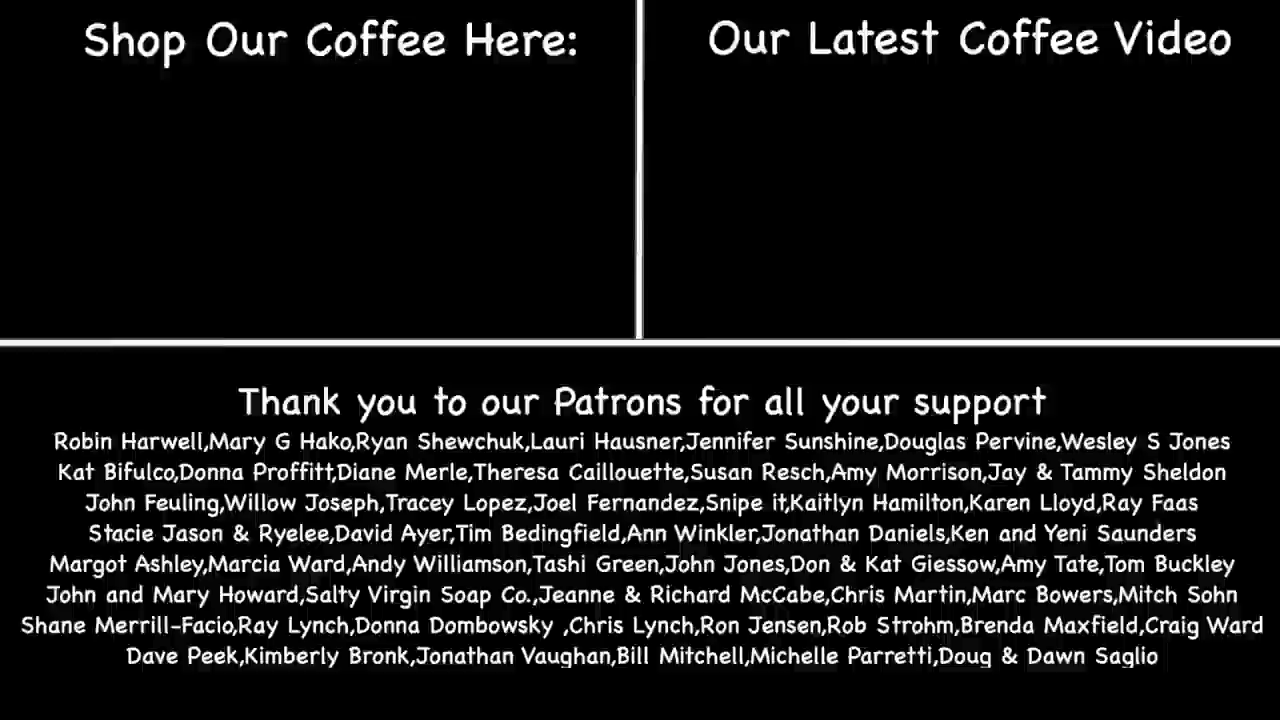 Shop Our Coffee Here:
Our Latest Coffee Video
Thank you to our Patrons for all your support
Robin Harwell,Mary G Hako,Ryan Shewchuk,Lauri Hausner,Jennifer Sunshine,Douglas Pervine,Wesley S Jones
Kat Bifulco,Donna Proffitt,Diane Merle,Theresa Caillouette,Susan Resch,Amy Morrison,Jay & Tammy Sheldon
John Feuling,Willow Joseph,Tracey Lopez,Joel Fernandez,Snipe it,Kaitlyn Hamilton,Karen Lloyd,Ray Faas
Stacie Jason & Ryelee,David Ayer,Tim Bedingfield,Ann Winkler,Jonathan Daniels,Ken and Yeni Saunders
Margot Ashley,Marcia Ward,Andy Williamson,Tashi Green,John Jones,Don & Kat Giessow,Amy Tate,Tom Buckley
John and Mary Howard,Salty Virgin Soap Co.,Jeanne & Richard McCabe,Chris Martin,Marc Bowers,Mitch Sohn
Shane Merrill-Facio,Ray Lynch,Donna Dombowsky ,Chris Lynch,Ron Jensen,Rob Strohm,Brenda Maxfield,Craig Ward
Dave Peek,Kimberly Bronk,Jonathan Vaughan,Bill Mitchell,Michelle Parretti,Doug & Dawn Saglio